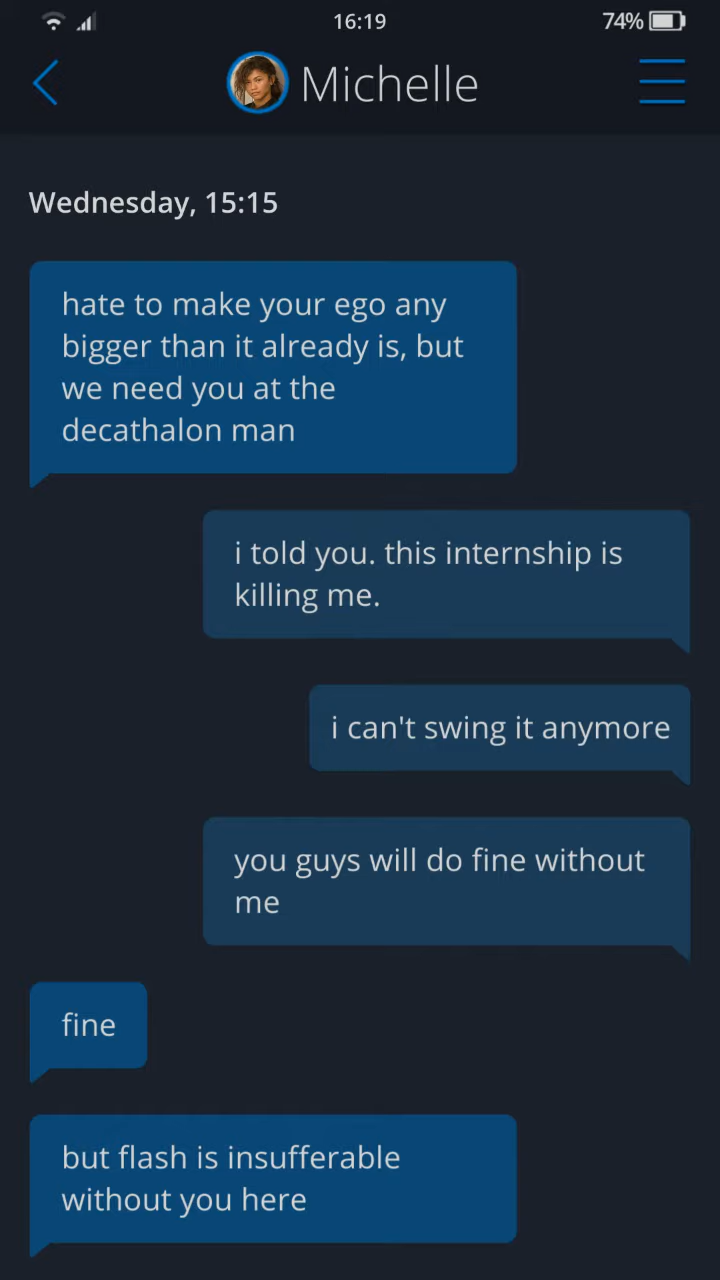 16:19
74%
Michelle
Wednesday, 15:15
hate to make your ego any
bigger than it already is, but
we need you at the
decathalon man
i told you. this internship is
killing me.
i can't swing it anymore
you guys will do fine without
me
fine
but flash is insufferable
without you here